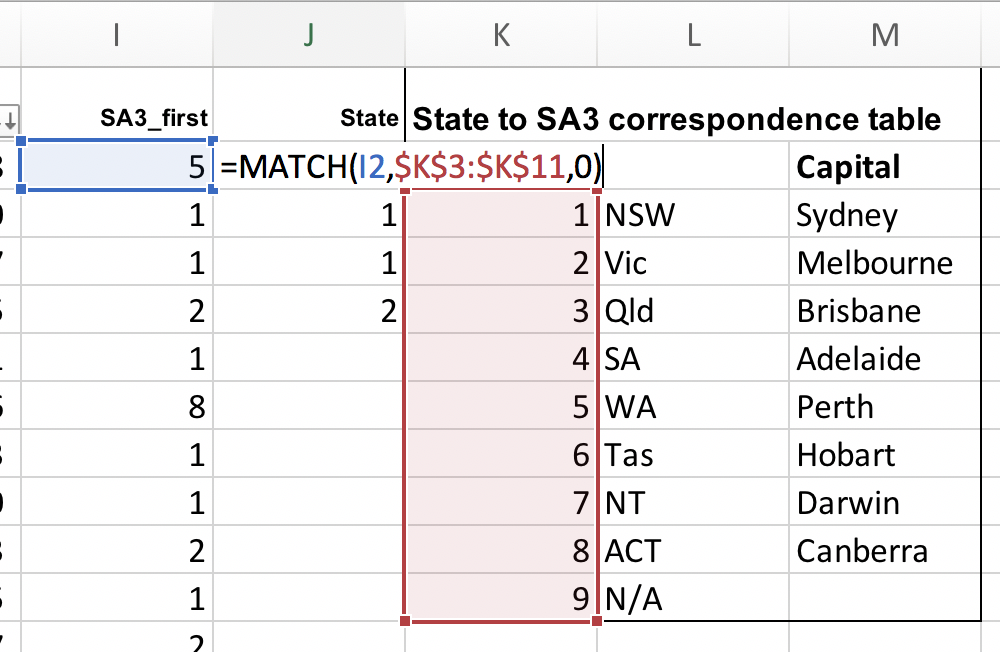 I J K L M
SA3_first State State to SA3 correspondence table
5 =MATCH(I2,$K$3:$K$11,0) Capital
1 1 1 NSW Sydney
1 1 2 Vic Melbourne
2 2 3 Qld Brisbane
1 4 SA Adelaide
8 5 WA Perth
1 6 Tas Hobart
1 7 NT Darwin
2 8 ACT Canberra
1 9 N/A
2